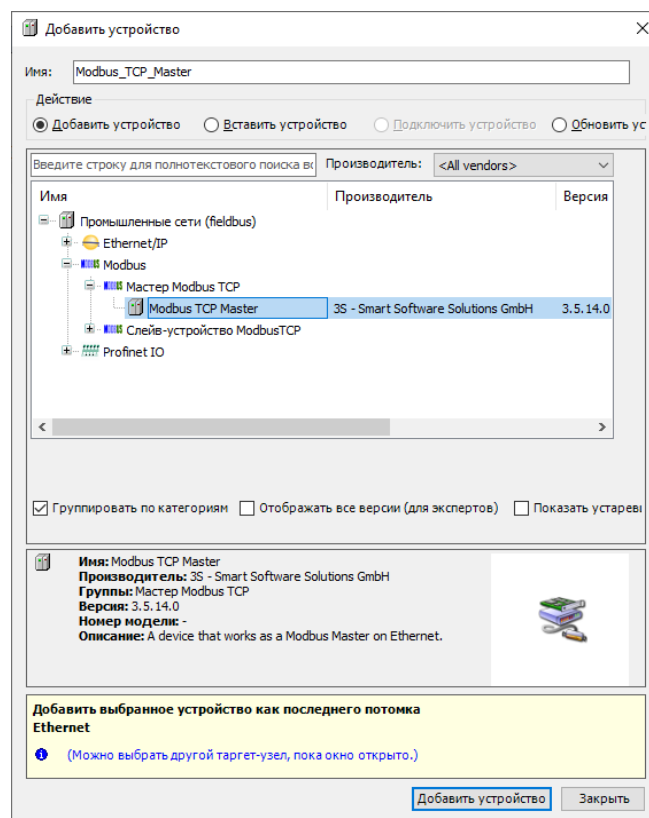 Добавить устройство
Имя: Modbus_TCP_Master
Действие
Добавить устройство Вставить устройство Подключить устройство Обновить ус
Введите строку для полнотекстового поиска во Производитель: <All vendors>
Имя Производитель Версия
Промышленные сети (fieldbus)
Ethernet/IP
Modbus
Мастер Modbus TCP
Modbus TCP Master 3S - Smart Software Solutions GmbH 3.5.14.0
Слейв-устройство ModbusTCP
Profinet IO
Группировать по категориям Отображать все версии (для экспертов) Показать устареві
Имя: Modbus TCP Master
Производитель: 3S - Smart Software Solutions GmbH
Группы: Мастер Modbus TCP
Версия: 3.5.14.0
Номер модели: -
Описание: A device that works as a Modbus Master on Ethernet.
Добавить выбранное устройство как последнего потомка
Ethernet
(Можно выбрать другой таргет-узел, пока окно открыто.)
Добавить устройство Закрыть